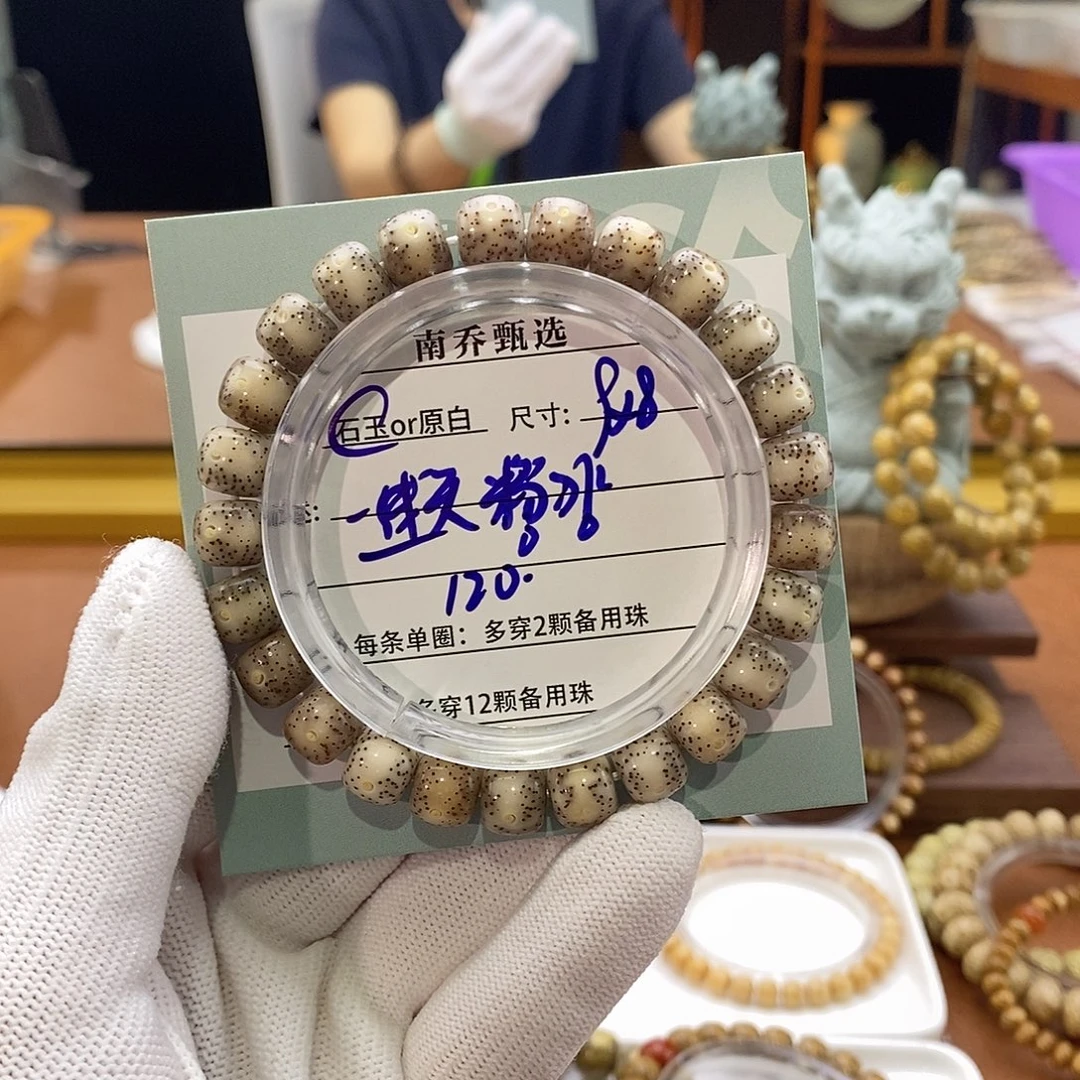 南乔甄选
石玉or原白 尺寸: 8x8
120.
每条单圈：多穿2颗备用珠
多穿12颗备用珠